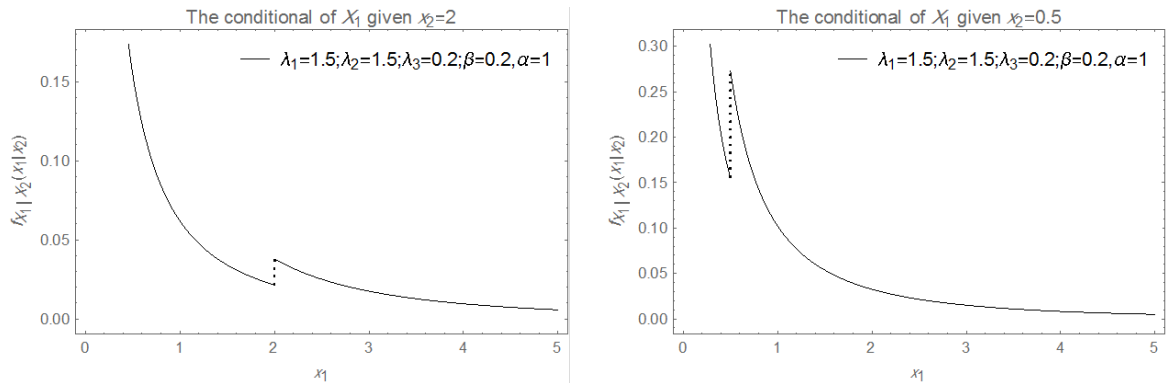 The conditional of X₁ given x₂=2
λ₁=1.5;λ₂=1.5;λ₃=0.2;β=0.2,α=1
0.15
0.10
0.05
0.00
f_X₁|X₂(x₁|x₂)
0 1 2 3 4 5
x₁
The conditional of X₁ given x₂=0.5
λ₁=1.5;λ₂=1.5;λ₃=0.2;β=0.2,α=1
0.30
0.25
0.20
0.15
0.10
0.05
0.00
f_X₁|X₂(x₁|x₂)
0 1 2 3 4 5
x₁